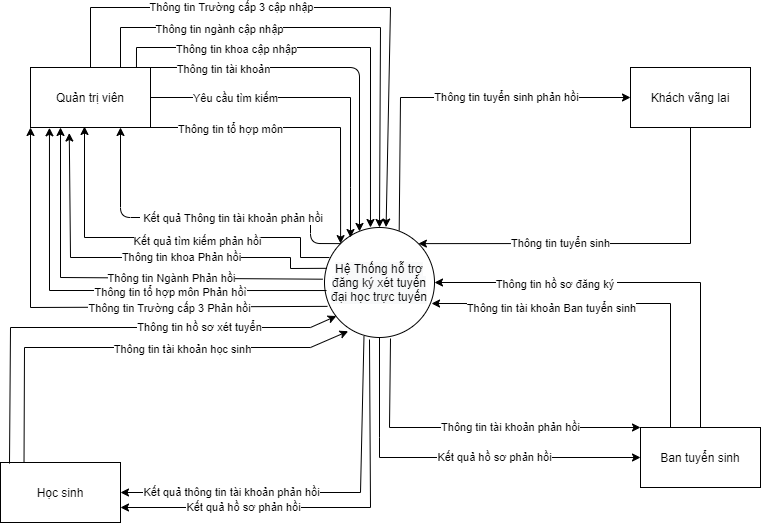 Thông tin Trường cấp 3 cập nhập
Thông tin ngành cập nhập
Thông tin khoa cập nhập
Thông tin tài khoản
Quản trị viên
Yêu cầu tìm kiếm
Thông tin tuyển sinh phản hồi
Khách vãng lai
Thông tin tổ hợp môn
Kết quả Thông tin tài khoản phản hồi
Kết quả tìm kiếm phản hồi
Thông tin tuyển sinh
Thông tin khoa Phản hồi
Hệ Thống hỗ trợ
đăng ký xét tuyển
đại học trực tuyến
Thông tin Ngành Phản hồi
Thông tin hồ sơ đăng ký
Thông tin tổ hợp môn Phản hồi
Thông tin Trường cấp 3 Phản hồi
Thông tin tài khoản Ban tuyển sinh
Thông tin hồ sơ xét tuyển
Thông tin tài khoản học sinh
Thông tin tài khoản phản hồi
Kết quả hồ sơ phản hồi
Ban tuyển sinh
Học sinh
Kết quả thông tin tài khoản phản hồi
Kết quả hồ sơ phản hồi